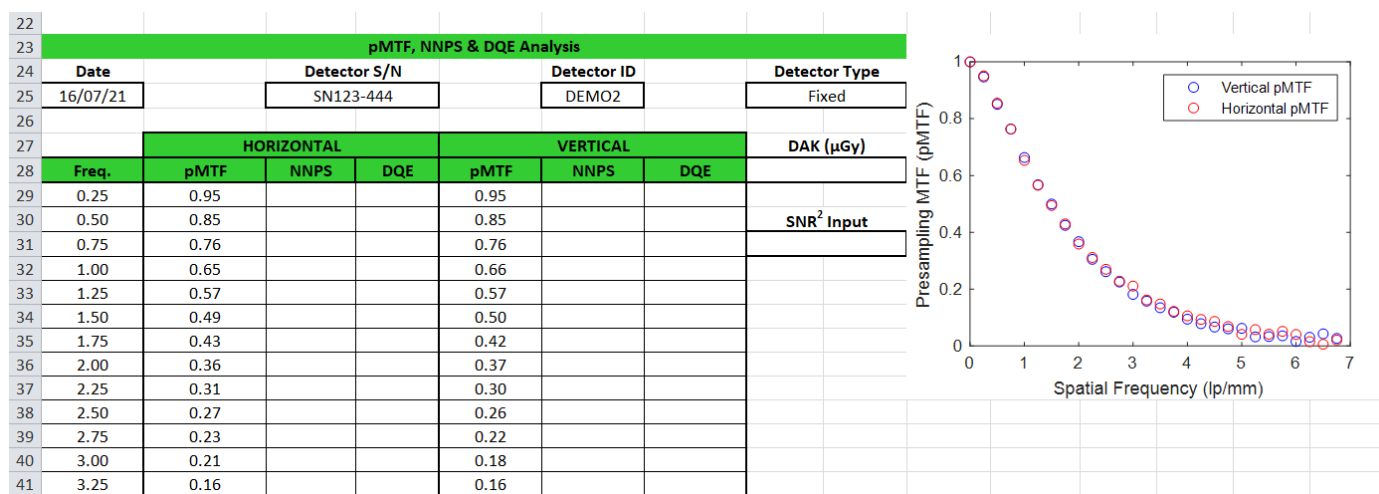 22
23 pMTF, NNPS & DQE Analysis
24 Date Detector S/N Detector ID Detector Type
25 16/07/21 SN123-444 DEMO2 Fixed
26
27 HORIZONTAL VERTICAL DAK (µGy)
28 Freq. pMTF NNPS DQE pMTF NNPS DQE
29 0.25 0.95 0.95
30 0.50 0.85 0.85 SNR² Input
31 0.75 0.76 0.76
32 1.00 0.65 0.66
33 1.25 0.57 0.57
34 1.50 0.49 0.50
35 1.75 0.43 0.42
36 2.00 0.36 0.37
37 2.25 0.31 0.30
38 2.50 0.27 0.26
39 2.75 0.23 0.22
40 3.00 0.21 0.18
41 3.25 0.16 0.16
Presampling MTF (pMTF)
1
0.8
0.6
0.4
0.2
0
Vertical pMTF
Horizontal pMTF
0 1 2 3 4 5 6 7
Spatial Frequency (lp/mm)